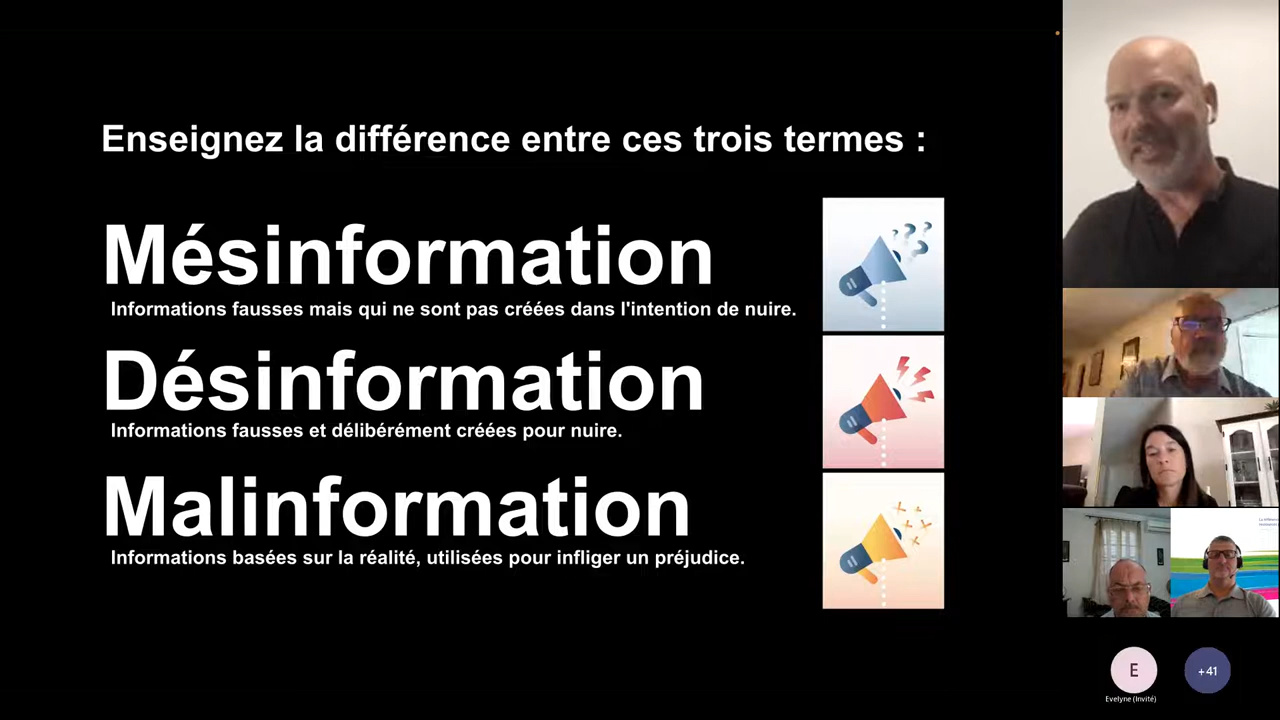 Enseignez la différence entre ces trois termes :
Mésinformation
Informations fausses mais qui ne sont pas créées dans l'intention de nuire.
Désinformation
Informations fausses et délibérément créées pour nuire.
Malinformation
Informations basées sur la réalité, utilisées pour infliger un préjudice.
E
+41
Evelyne (Invité)